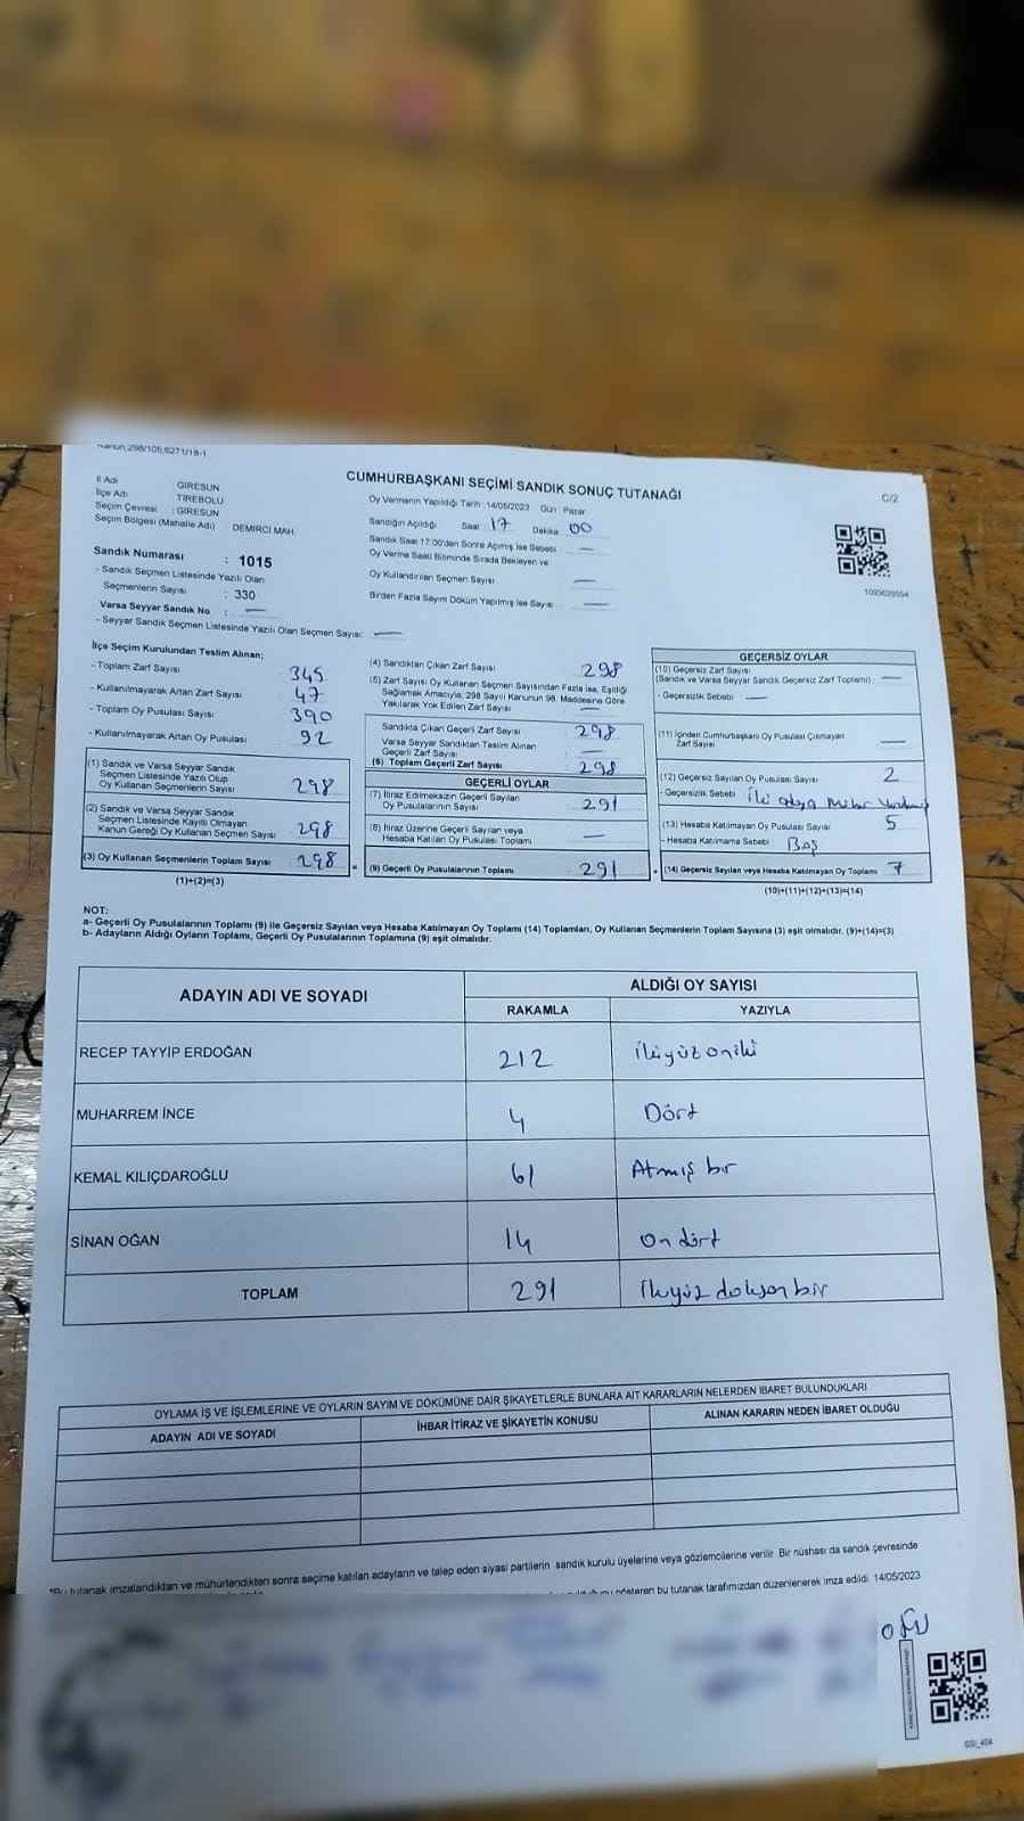 Kanun;298/105;6271/18-1
CUMHURBAŞKANI SEÇİMİ SANDIK SONUÇ TUTANAĞI
C/2
İl Adı GİRESUN
İlçe Adı TİREBOLU
Seçim Çevresi : GİRESUN
Seçim Bölgesi (Mahalle Adı) DEMİRCİ MAH.
Oy Vermenin Yapıldığı Tarih :14/05/2023 Gün : Pazar
Sandığın Açıldığı Saat 17 Dakika 00
Sandık Saat 17:00'den Sonra Açılmış İse Sebebi : —
Oy Verme Saati Bitiminde Sırada Bekleyen ve
Oy Kullandırılan Seçmen Sayısı —
Birden Fazla Sayım Döküm Yapılmış ise Sayısı —
Sandık Numarası : 1015
- Sandık Seçmen Listesinde Yazılı Olan
Seçmenlerin Sayısı : 330
Varsa Seyyar Sandık No : —
- Seyyar Sandık Seçmen Listesinde Yazılı Olan Seçmen Sayısı: —
İlçe Seçim Kurulundan Teslim Alınan;
- Toplam Zarf Sayısı 345
- Kullanılmayarak Artan Zarf Sayısı 47
- Toplam Oy Pusulası Sayısı 390
- Kullanılmayarak Artan Oy Pusulası 92
(1) Sandık ve Varsa Seyyar Sandık
Seçmen Listesinde Yazılı Olup
Oy Kullanan Seçmenlerin Sayısı 298
(2) Sandık ve Varsa Seyyar Sandık
Seçmen Listesinde Kayıtlı Olmayan
Kanun Gereği Oy Kullanan Seçmen Sayısı 298
(3) Oy Kullanan Seçmenlerin Toplam Sayısı 298
(1)+(2)=(3)
(4) Sandıktan Çıkan Zarf Sayısı 298
(5) Zarf Sayısı Oy Kullanan Seçmen Sayısından Fazla ise, Eşitliği
Sağlamak Amacıyla, 298 Sayılı Kanunun 98. Maddesine Göre
Yakılarak Yok Edilen Zarf Sayısı —
Sandıkta Çıkan Geçerli Zarf Sayısı : 298
Varsa Seyyar Sandıktan Teslim Alınan
Geçerli Zarf Sayısı : —
(6) Toplam Geçerli Zarf Sayısı : 298
GEÇERLİ OYLAR
(7) İtiraz Edilmeksizin Geçerli Sayılan
Oy Pusulalarının Sayısı : 291
(8) İtiraz Üzerine Geçerli Sayılan veya
Hesaba Katılan Oy Pusulası Toplamı —
(9) Geçerli Oy Pusulalarının Toplamı 291
GEÇERSİZ OYLAR
(10) Geçersiz Zarf Sayısı
(Sandık ve Varsa Seyyar Sandık Geçersiz Zarf Toplamı) : —
- Geçersizlik Sebebi : —
(11) İçinden Cumhurbaşkanı Oy Pusulası Çıkmayan
Zarf Sayısı —
(12) Geçersiz Sayılan Oy Pusulası Sayısı 2
- Geçersizlik Sebebi : İki adaya Mühür
(13) Hesaba Katılmayan Oy Pusulası Sayısı 5
- Hesaba Katılmama Sebebi : Boş
(14) Geçersiz Sayılan veya Hesaba Katılmayan Oy Toplamı 7
(10)+(11)+(12)+(13)=(14)
NOT:
a- Geçerli Oy Pusulalarının Toplamı (9) ile Geçersiz Sayılan veya Hesaba Katılmayan Oy Toplamı (14) Toplamları, Oy Kullanan Seçmenlerin Toplam Sayısına (3) eşit olmalıdır. (9)+(14)=(3)
b- Adayların Aldığı Oyların Toplamı, Geçerli Oy Pusulalarının Toplamına (9) eşit olmalıdır.
ADAYIN ADI VE SOYADI ALDIĞI OY SAYISI
RAKAMLA YAZIYLA
RECEP TAYYİP ERDOĞAN 212 ikiyüz oniki
MUHARREM İNCE 4 Dört
KEMAL KILIÇDAROĞLU 61 Atmış bir
SİNAN OĞAN 14 on dört
TOPLAM 291 ikiyüz doksan bir
OYLAMA İŞ VE İŞLEMLERİNE VE OYLARIN SAYIM VE DÖKÜMÜNE DAİR ŞİKAYETLERLE BUNLARA AİT KARARLARIN NELERDEN İBARET BULUNDUKLARI
ADAYIN ADI VE SOYADI İHBAR İTİRAZ VE ŞİKAYETİN KONUSU ALINAN KARARIN NEDEN İBARET OLDUĞU
*Bu tutanak imzalandıktan ve mühürlendikten sonra seçime katılan adayların ve talep eden siyasi partilerin sandık kurulu üyelerine veya gözlemcilerine verilir. Bir nüshası da sandık çevresinde
gösteren bu tutanak tarafımızdan düzenlenerek imza edildi. 14/05/2023